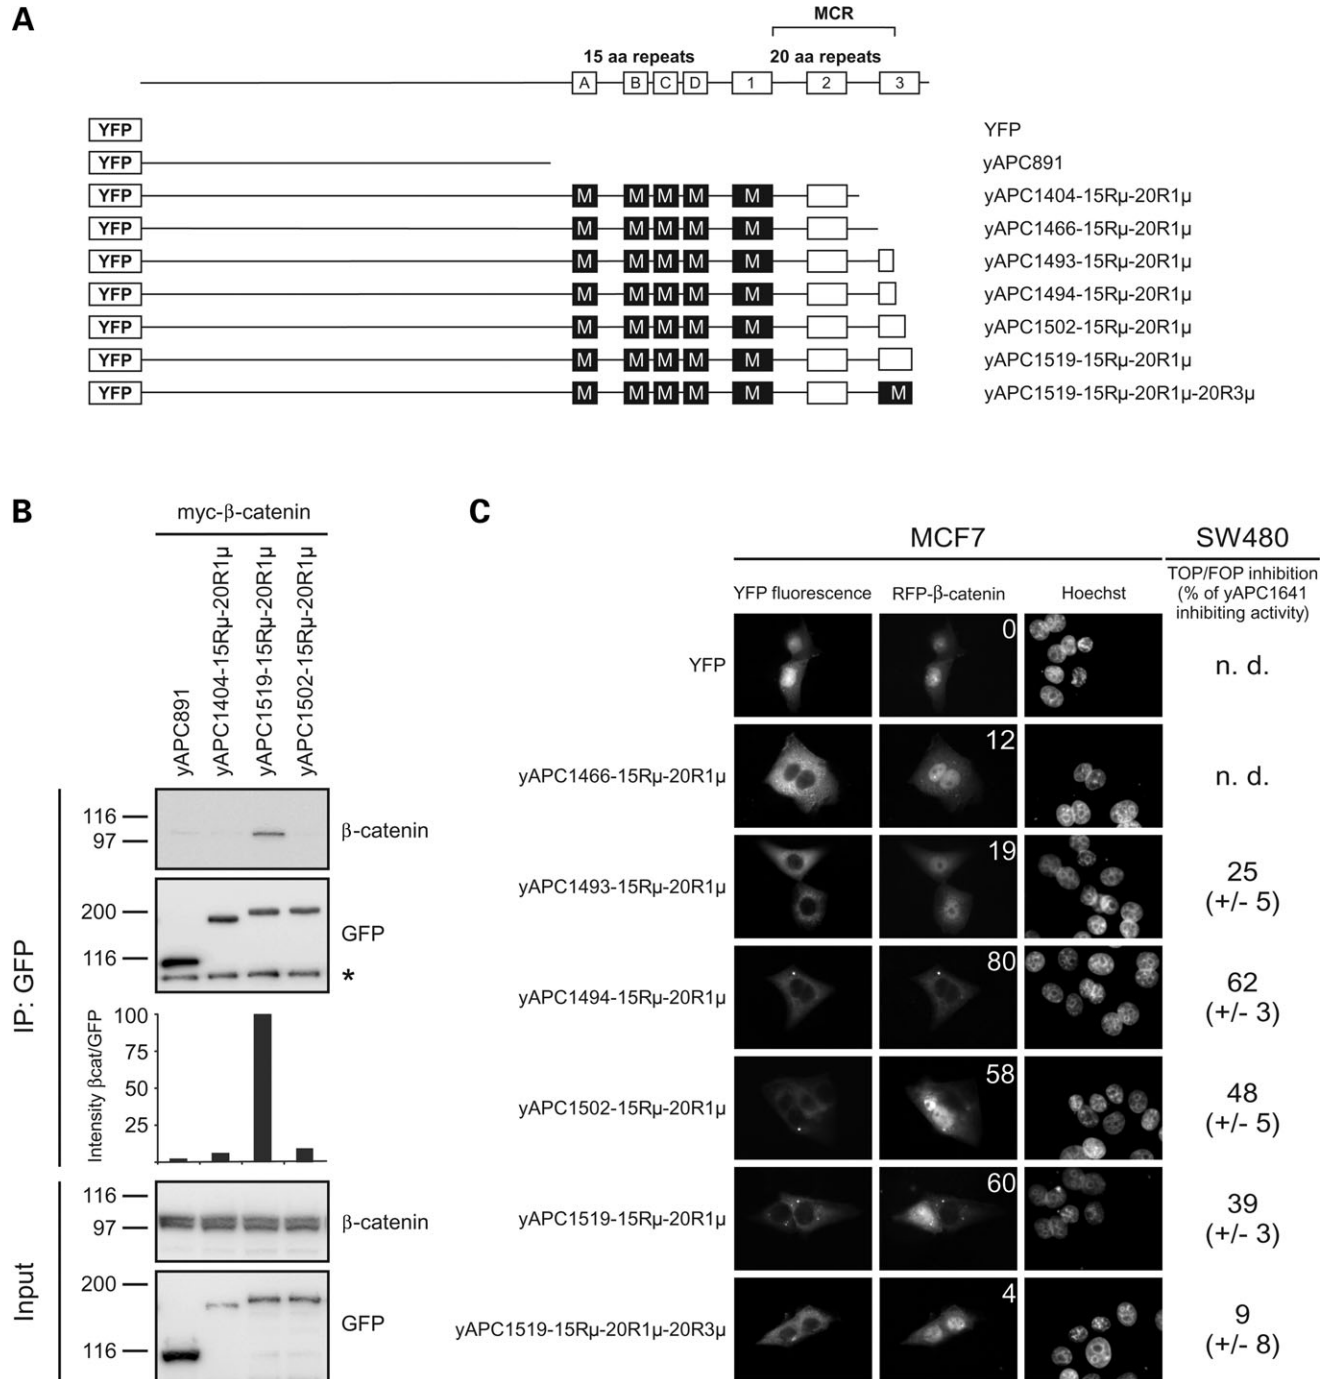 A
MCR
15 aa repeats 20 aa repeats
A B C D 1 2 3
YFP YFP
YFP yAPC891
YFP M M M M M yAPC1404-15Rµ-20R1µ
YFP M M M M M yAPC1466-15Rµ-20R1µ
YFP M M M M M yAPC1493-15Rµ-20R1µ
YFP M M M M M yAPC1494-15Rµ-20R1µ
YFP M M M M M yAPC1502-15Rµ-20R1µ
YFP M M M M M yAPC1519-15Rµ-20R1µ
YFP M M M M M M yAPC1519-15Rµ-20R1µ-20R3µ
B
myc-β-catenin
yAPC891
yAPC1404-15Rµ-20R1µ
yAPC1519-15Rµ-20R1µ
yAPC1502-15Rµ-20R1µ
IP: GFP
116
97
β-catenin
200
116
GFP
*
Intensity βcat/GFP
100
75
50
25
Input
116
97
β-catenin
200
116
GFP
C
MCF7 SW480
YFP fluorescence RFP-β-catenin Hoechst
TOP/FOP inhibition
(% of yAPC1641
inhibiting activity)
YFP 0 n. d.
yAPC1466-15Rµ-20R1µ 12 n. d.
yAPC1493-15Rµ-20R1µ 19 25
(+/- 5)
yAPC1494-15Rµ-20R1µ 80 62
(+/- 3)
yAPC1502-15Rµ-20R1µ 58 48
(+/- 5)
yAPC1519-15Rµ-20R1µ 60 39
(+/- 3)
yAPC1519-15Rµ-20R1µ-20R3µ 4 9
(+/- 8)